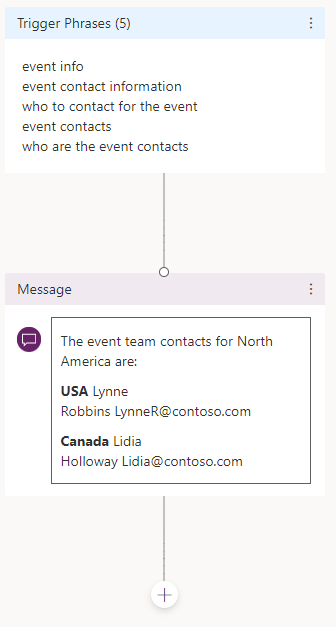 Trigger Phrases (5)
event info
event contact information
who to contact for the event
event contacts
who are the event contacts
Message
The event team contacts for North
America are:
USA Lynne
Robbins LynneR@contoso.com
Canada Lidia
Holloway Lidia@contoso.com